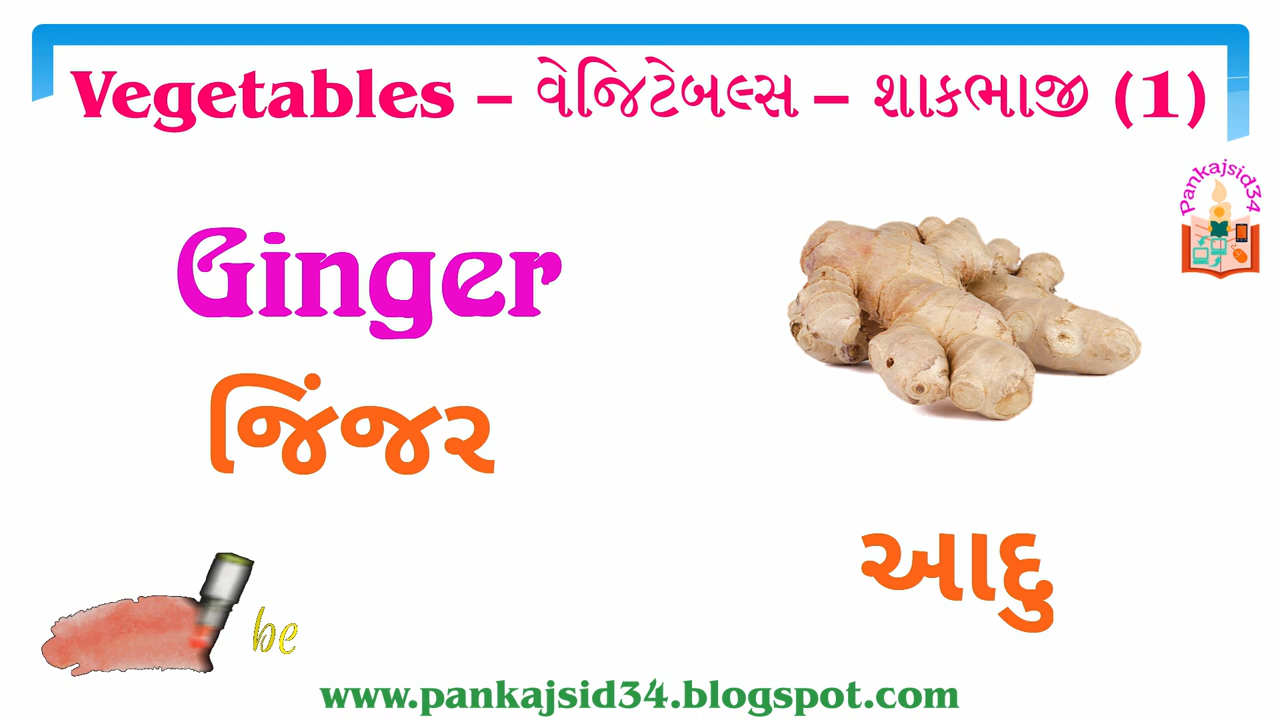 Vegetables – વેજિટેબલ્સ – શાકભાજી (1)
Pankajsid34
Ginger
જિંજર
આદુ
be
www.pankajsid34.blogspot.com